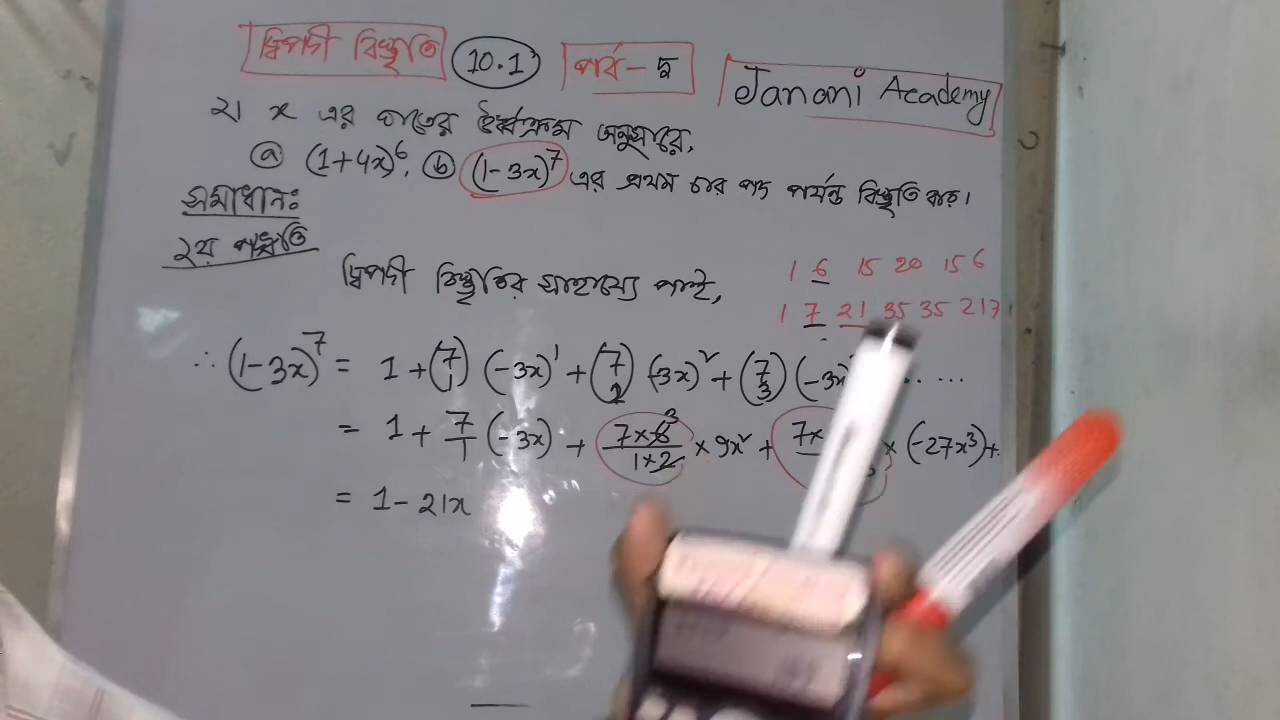 দ্বিপদী বিস্তৃতি 10.1 পর্ব- দু Janani Academy
২। x এর ঘাতের ঊর্ধ্বক্রম অনুসারে,
ⓐ (1+4x)⁶, ⓑ (1-3x)⁷ এর প্রথম চার পদ পর্যন্ত বিস্তৃতি কর।
সমাধানঃ
২য় পদ্ধতি
দ্বিপদী বিস্তৃতির সাহায্যে পাই,
1 6 15 20 15 6
1 7 21 35 35 21 7 1
∴ (1-3x)⁷ = 1 + (7 1) (-3x)¹ + (7 2) (-3x)² + (7 3) (-3x) ... ...
= 1 + 7/1 (-3x) + 7×6/1×2 3 × 9x² + 7× × (-27x³) + ..
= 1 - 21x